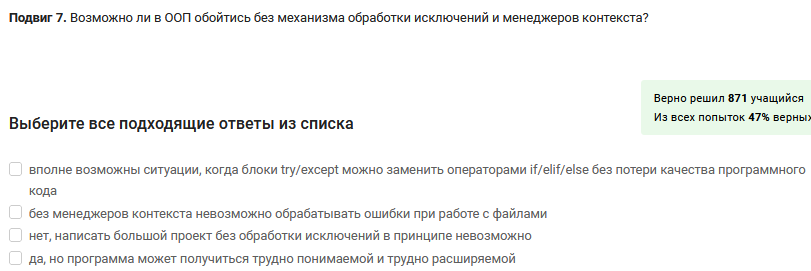 Подвиг 7. Возможно ли в ООП обойтись без механизма обработки исключений и менеджеров контекста?
Верно решил 871 учащийся
Из всех попыток 47% верных
Выберите все подходящие ответы из списка
вполне возможны ситуации, когда блоки try/except можно заменить операторами if/elif/else без потери качества программного
кода
без менеджеров контекста невозможно обрабатывать ошибки при работе с файлами
нет, написать большой проект без обработки исключений в принципе невозможно
да, но программа может получиться трудно понимаемой и трудно расширяемой